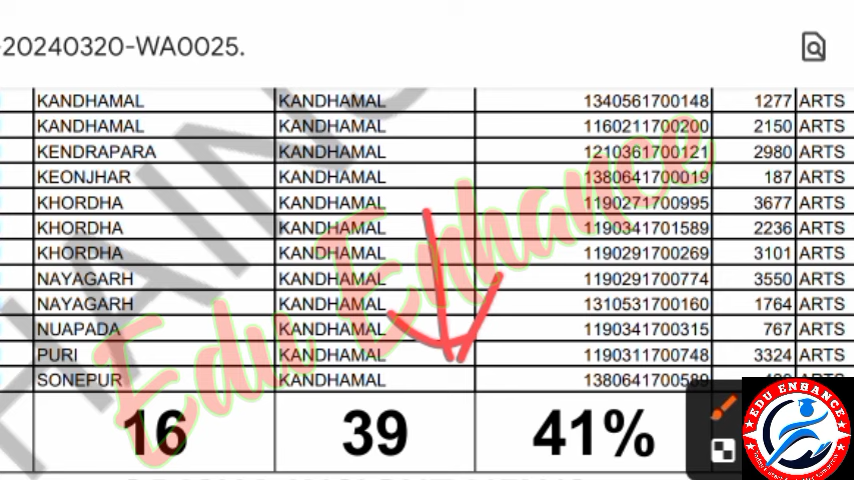 -20240320-WA0025.
KANDHAMAL KANDHAMAL 1340561700148 1277 ARTS
KANDHAMAL KANDHAMAL 1160211700200 2150 ARTS
KENDRAPARA KANDHAMAL 1210361700121 2980 ARTS
KEONJHAR KANDHAMAL 1380641700019 187 ARTS
KHORDHA KANDHAMAL 1190271700995 3677 ARTS
KHORDHA KANDHAMAL 1190341701589 2236 ARTS
KHORDHA KANDHAMAL 1190291700269 3101 ARTS
NAYAGARH KANDHAMAL 1190291700774 3550 ARTS
NAYAGARH KANDHAMAL 1310531700160 1764 ARTS
NUAPADA KANDHAMAL 1190341700315 767 ARTS
PURI KANDHAMAL 1190311700748 3324 ARTS
SONEPUR KANDHAMAL 1380641700589 ARTS
16 39 41%
Edu Enhance
EDU ENHANCE